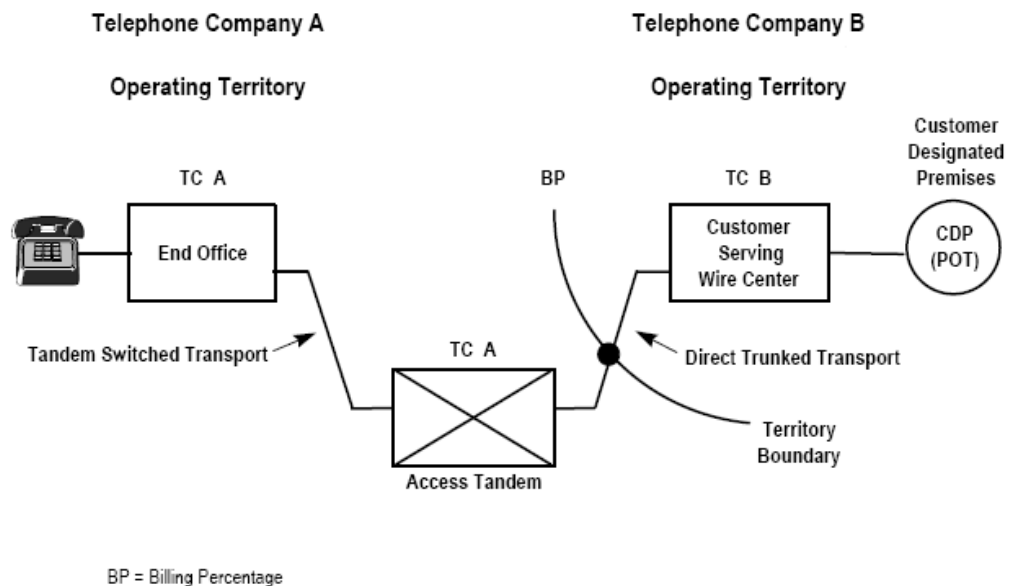 Telephone Company A
Telephone Company B
Operating Territory
Operating Territory
Customer
Designated
Premises
TC A
BP
TC B
End Office
Customer
Serving
Wire Center
CDP
(POT)
Tandem Switched Transport
TC A
Direct Trunked Transport
Territory
Boundary
Access Tandem
BP = Billing Percentage